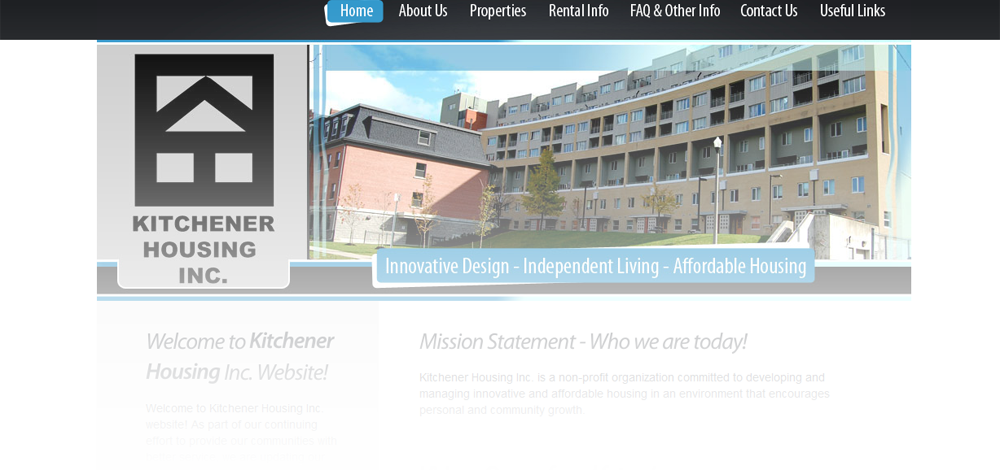 Home About Us Properties Rental Info FAQ & Other Info Contact Us Useful Links
KITCHENER
HOUSING
INC.
Innovative Design - Independent Living - Affordable Housing
Welcome to Kitchener
Housing Inc. Website!
Welcome to Kitchener Housing Inc
website! As part of our continuing
effort to provide our communities with
Mission Statement - Who we are today!
Kitchener Housing Inc. is a non-profit organization committed to developing and
managing innovative and affordable housing in an environment that encourages
personal and community growth